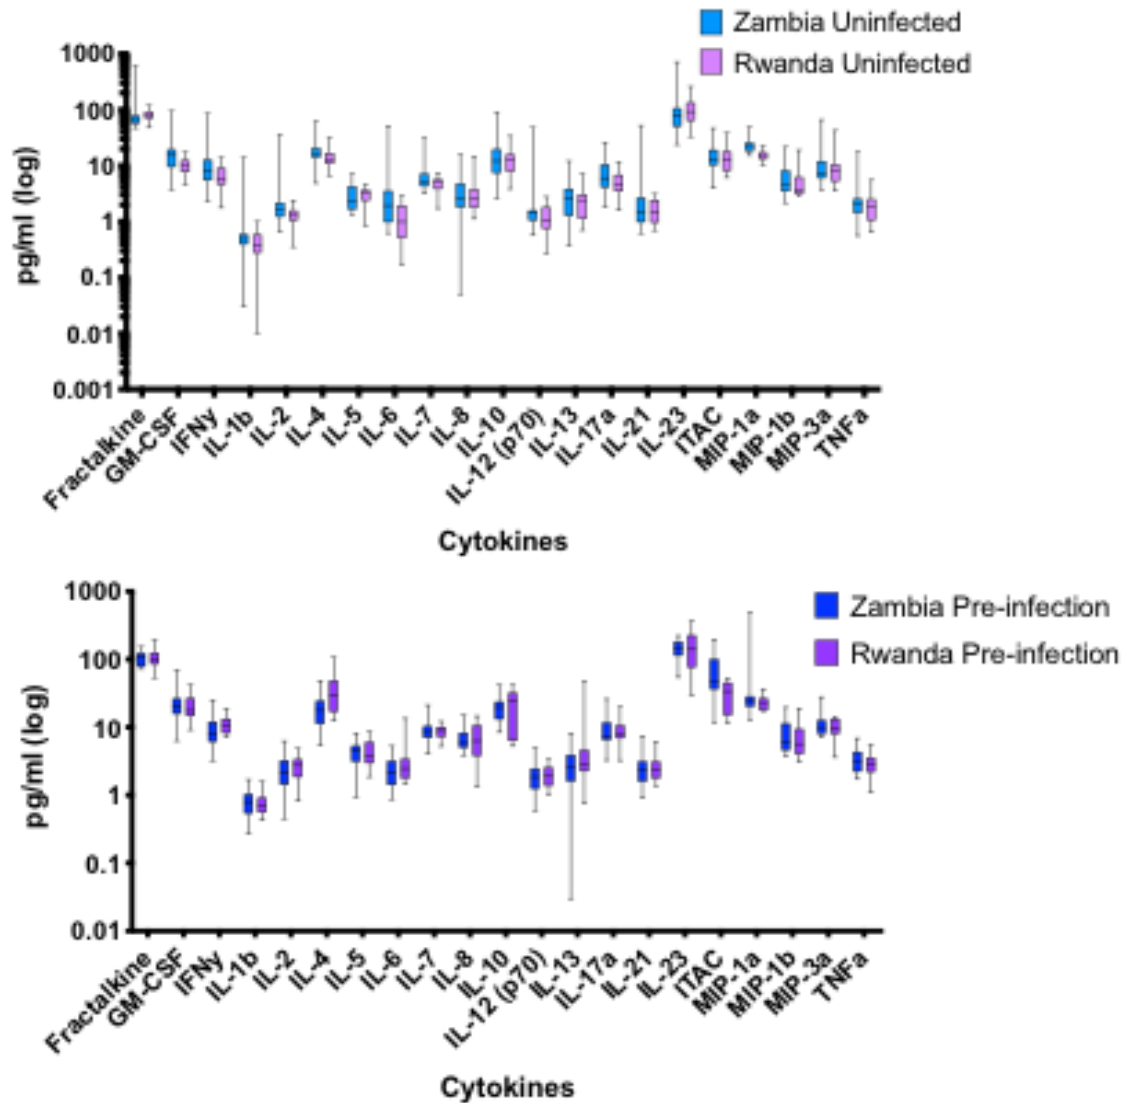 Zambia Uninfected
Rwanda Uninfected
1000
100
10
1
0.1
0.01
0.001
pg/ml (log)
Fractalkine
GM-CSF
IFNy
IL-1b
IL-2
IL-4
IL-5
IL-6
IL-7
IL-8
IL-10
IL-12 (p70)
IL-13
IL-17a
IL-21
IL-23
ITAC
MIP-1a
MIP-1b
MIP-3a
TNFa
Cytokines
Zambia Pre-infection
Rwanda Pre-infection
1000
100
10
1
0.1
0.01
pg/ml (log)
Fractalkine
GM-CSF
IFNy
IL-1b
IL-2
IL-4
IL-5
IL-6
IL-7
IL-8
IL-10
IL-12 (p70)
IL-13
IL-17a
IL-21
IL-23
ITAC
MIP-1a
MIP-1b
MIP-3a
TNFa
Cytokines